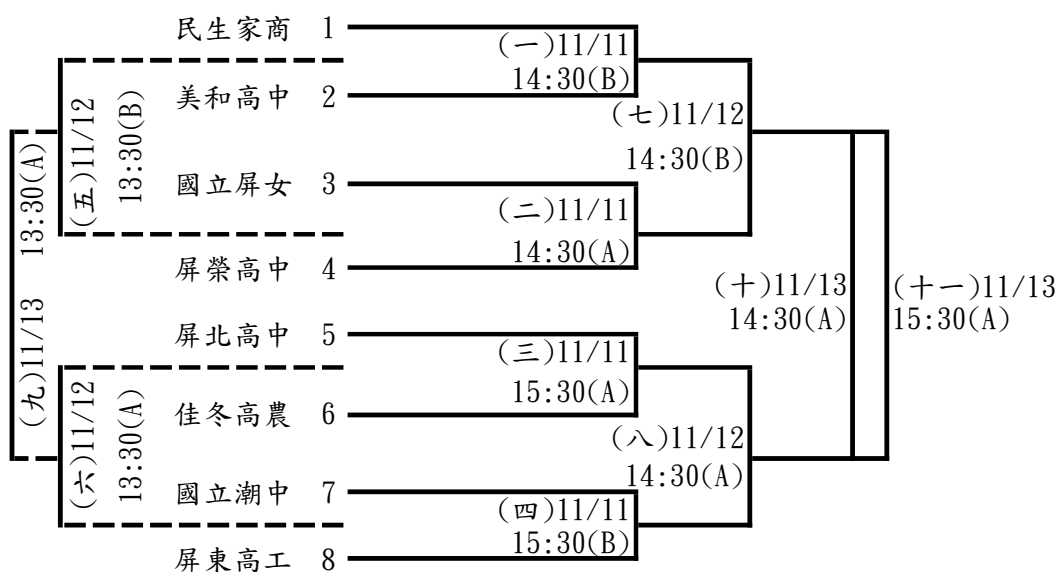 民生家商 1
(一)11/11
14:30(B)
美和高中 2
(五)11/12
13:30(B)
(七)11/12
14:30(B)
國立屏女 3
(二)11/11
14:30(A)
屏榮高中 4
(九)11/13 13:30(A)
(十)11/13
14:30(A)
(十一)11/13
15:30(A)
屏北高中 5
(三)11/11
15:30(A)
佳冬高農 6
(六)11/12
13:30(A)
(八)11/12
14:30(A)
國立潮中 7
(四)11/11
15:30(B)
屏東高工 8